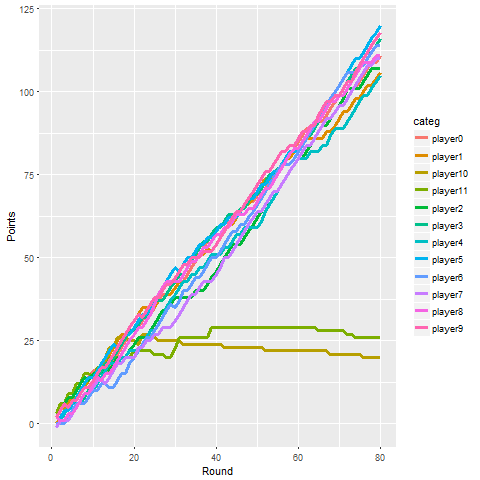 125
100
75
50
25
0
Points
0 20 40 60 80
Round
categ
player0
player1
player10
player11
player2
player3
player4
player5
player6
player7
player8
player9